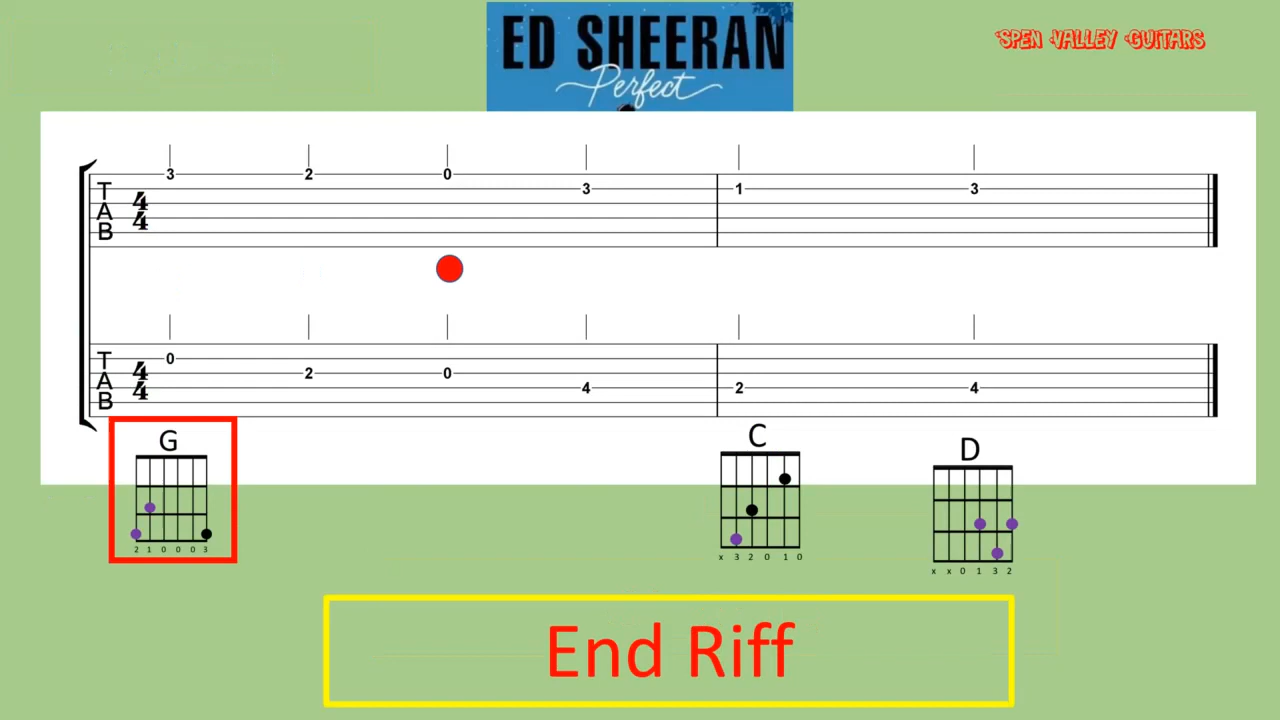 ED SHEERAN
Perfect
SPEN VALLEY GUITARS
3 2 0 3 1 3
T
A
B
4
4
0 2 0 4 2 4
T
A
B
4
4
G
2 1 0 0 0 3
C
x 3 2 0 1 0
D
x x 0 1 3 2
End Riff